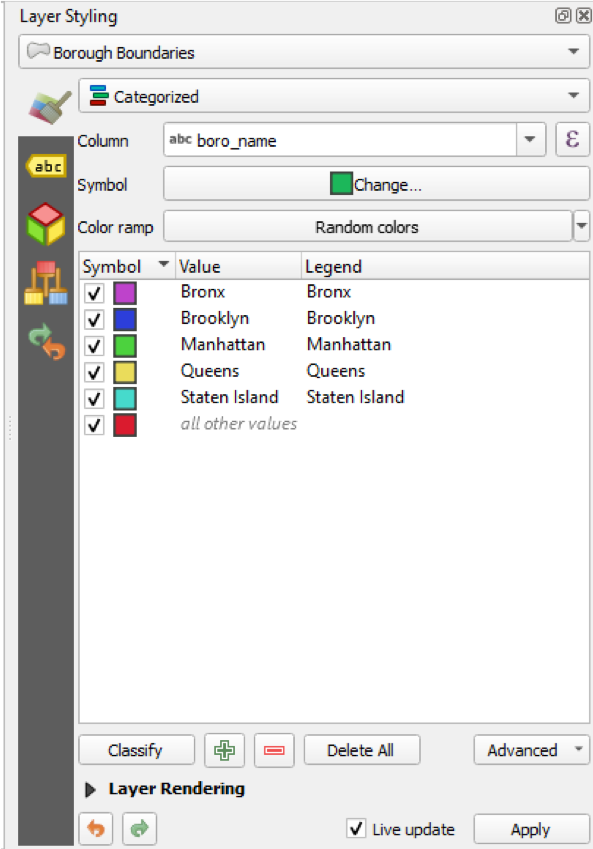 Layer Styling
Borough Boundaries
Categorized
abc
Column abc boro_name ε
Symbol Change...
Color ramp Random colors
Symbol Value Legend
Bronx Bronx
Brooklyn Brooklyn
Manhattan Manhattan
Queens Queens
Staten Island Staten Island
all other values
Classify Delete All Advanced
Layer Rendering
Live update Apply